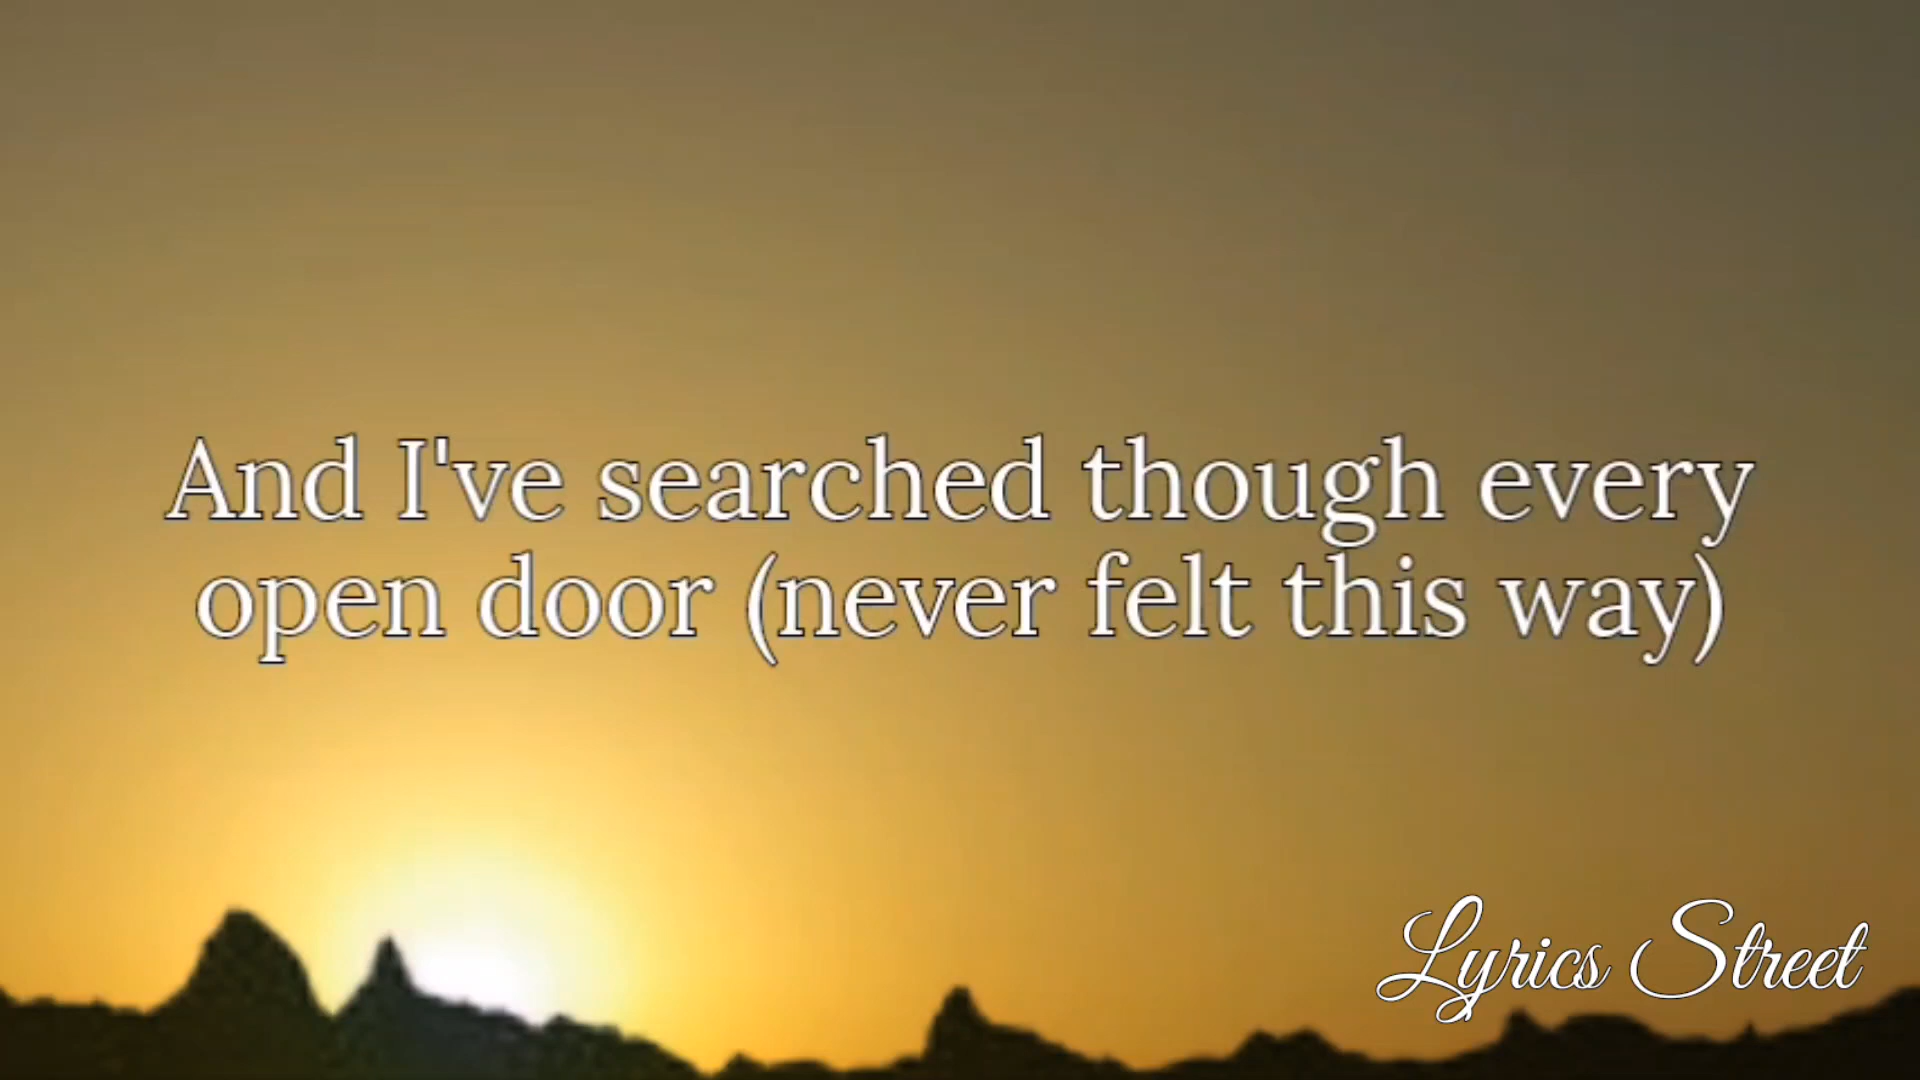 And I've searched though every
open door (never felt this way)
Lyrics Street